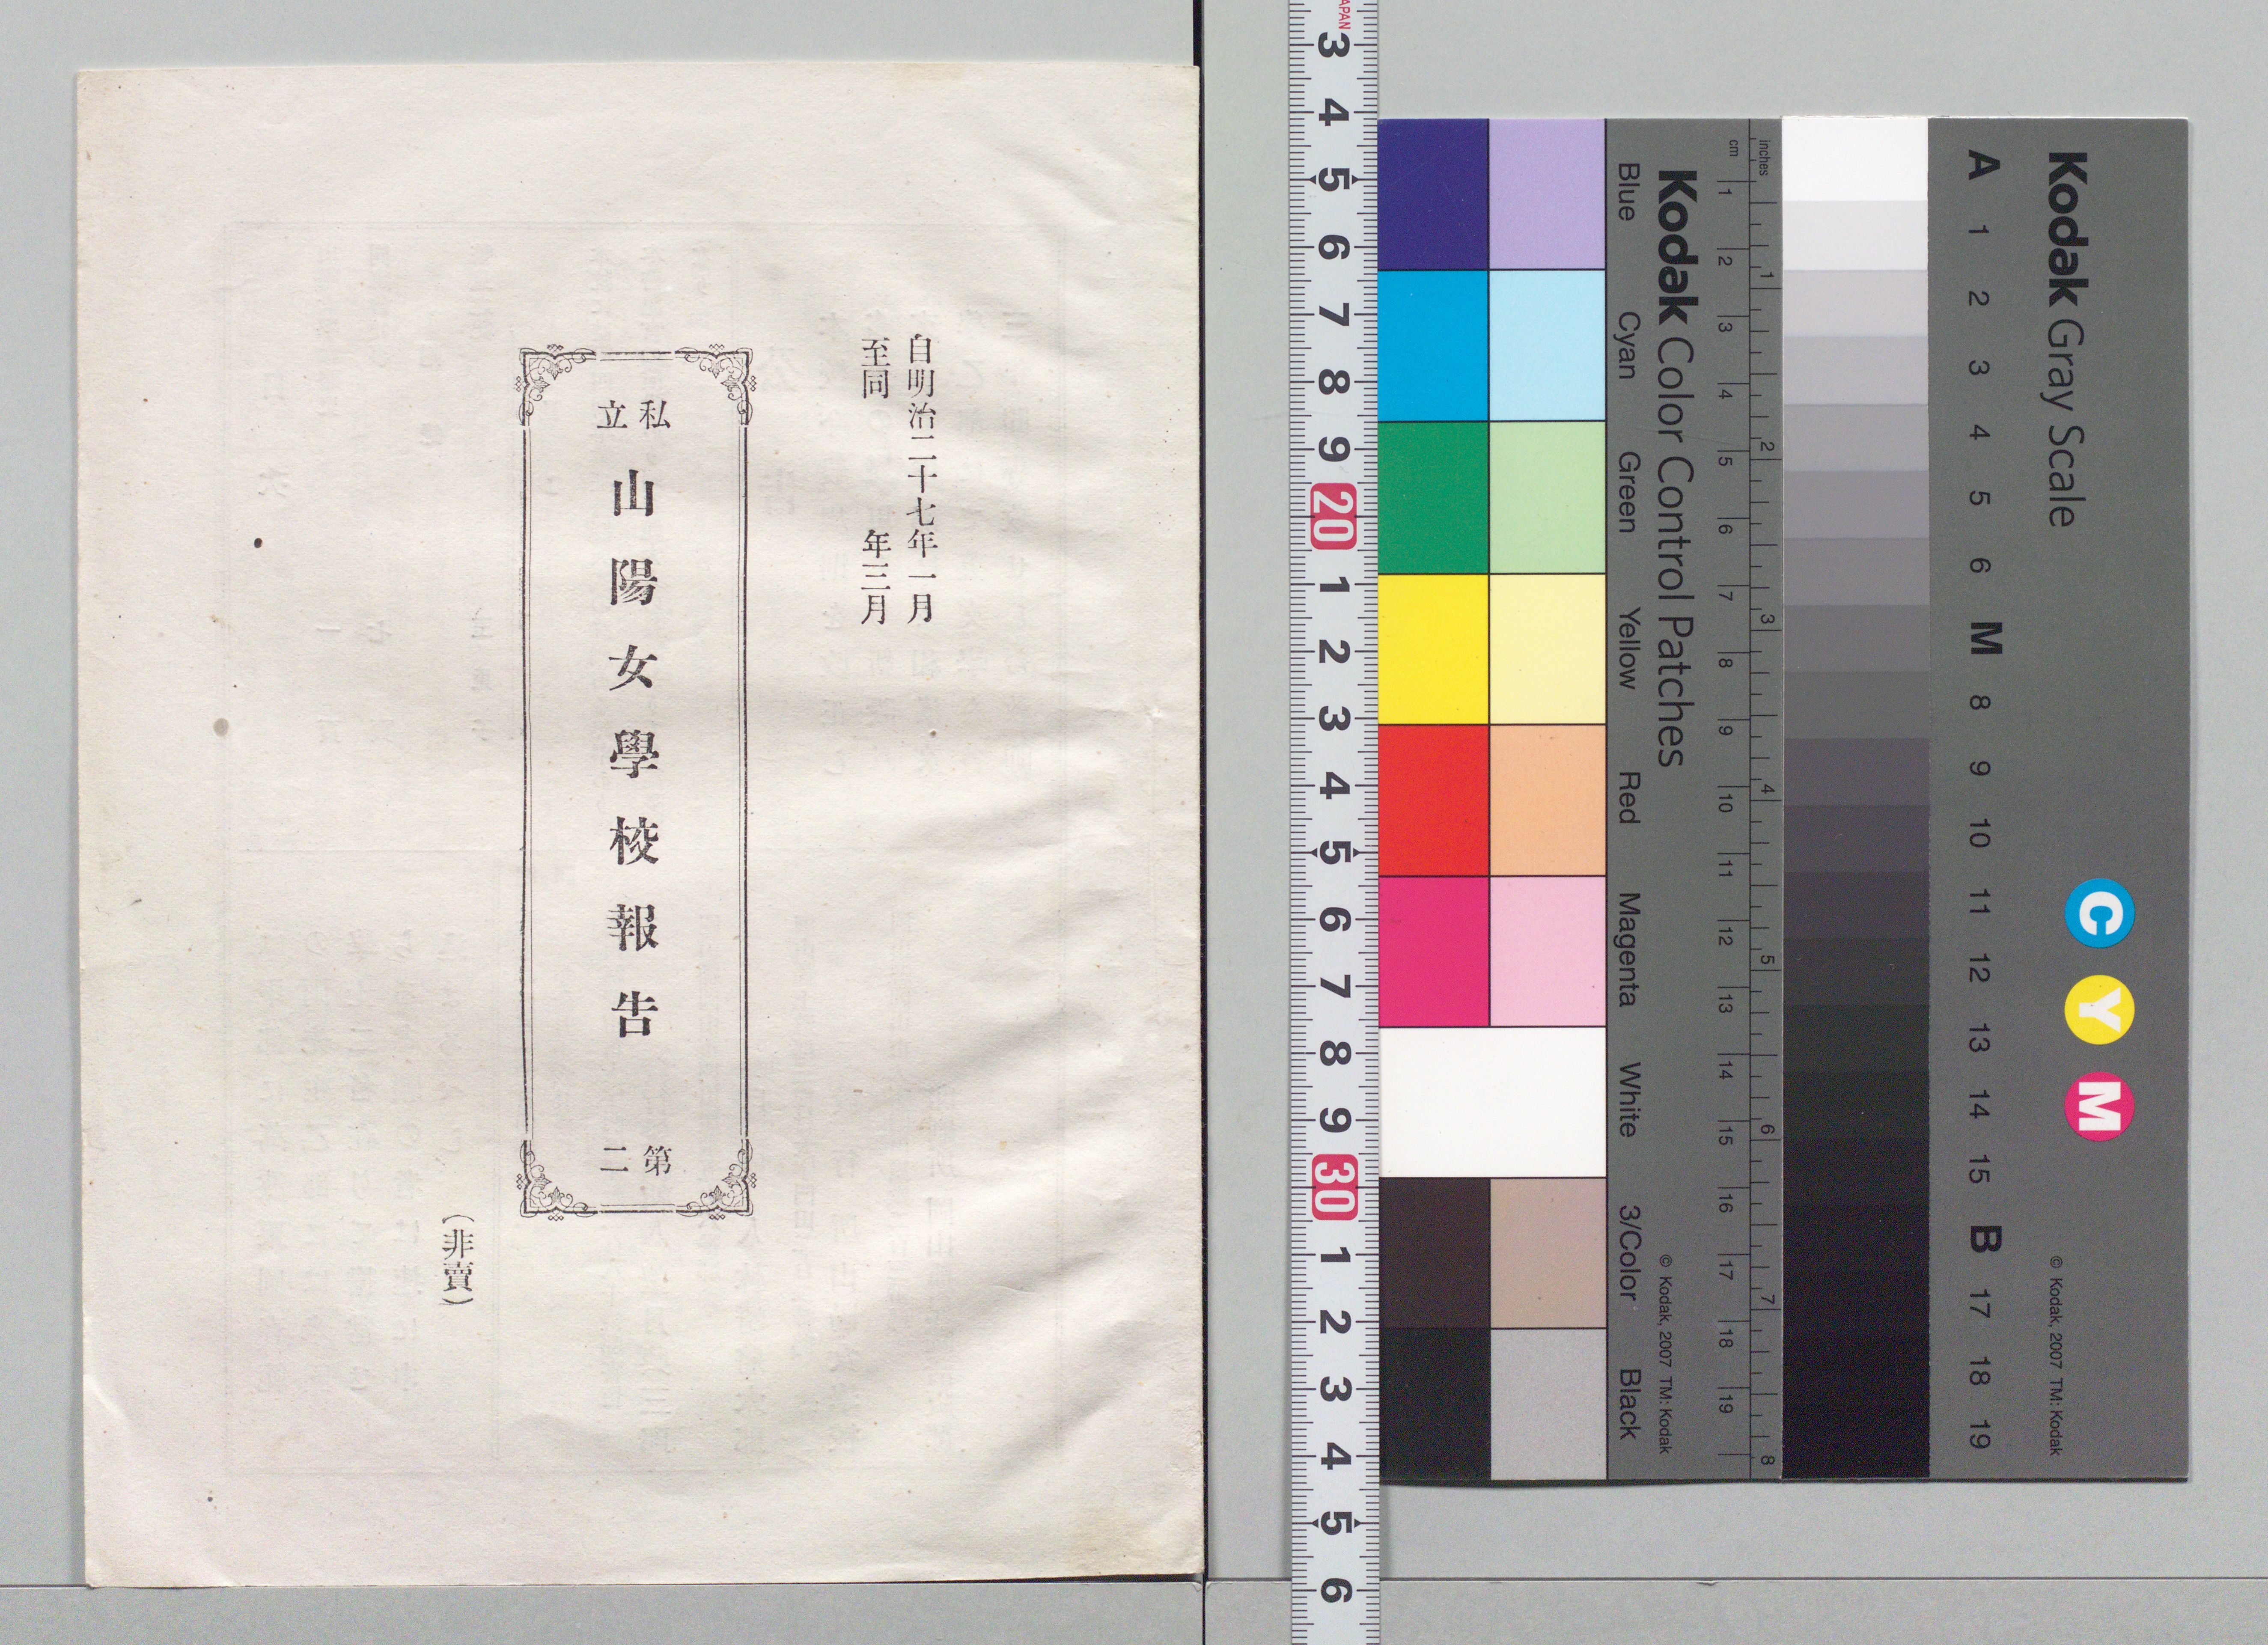 自明治二十七年一月
至同年三月
私立
山陽女學校報告
第二
(非賣)
JAPAN
3 4 5 6 7 8 9 20 1 2 3 4 5 6 7 8 9 30 1 2 3 4 5 6
Kodak Color Control Patches
Blue Cyan Green Yellow Red Magenta White 3/Color Black
inches 1 2 3 4 5 6 7 8
cm 1 2 3 4 5 6 7 8 9 10 11 12 13 14 15 16 17 18 19
© Kodak, 2007 TM: Kodak
Kodak Gray Scale
C Y M
A 1 2 3 4 5 6 M 8 9 10 11 12 13 14 15 B 17 18 19
© Kodak, 2007 TM: Kodak